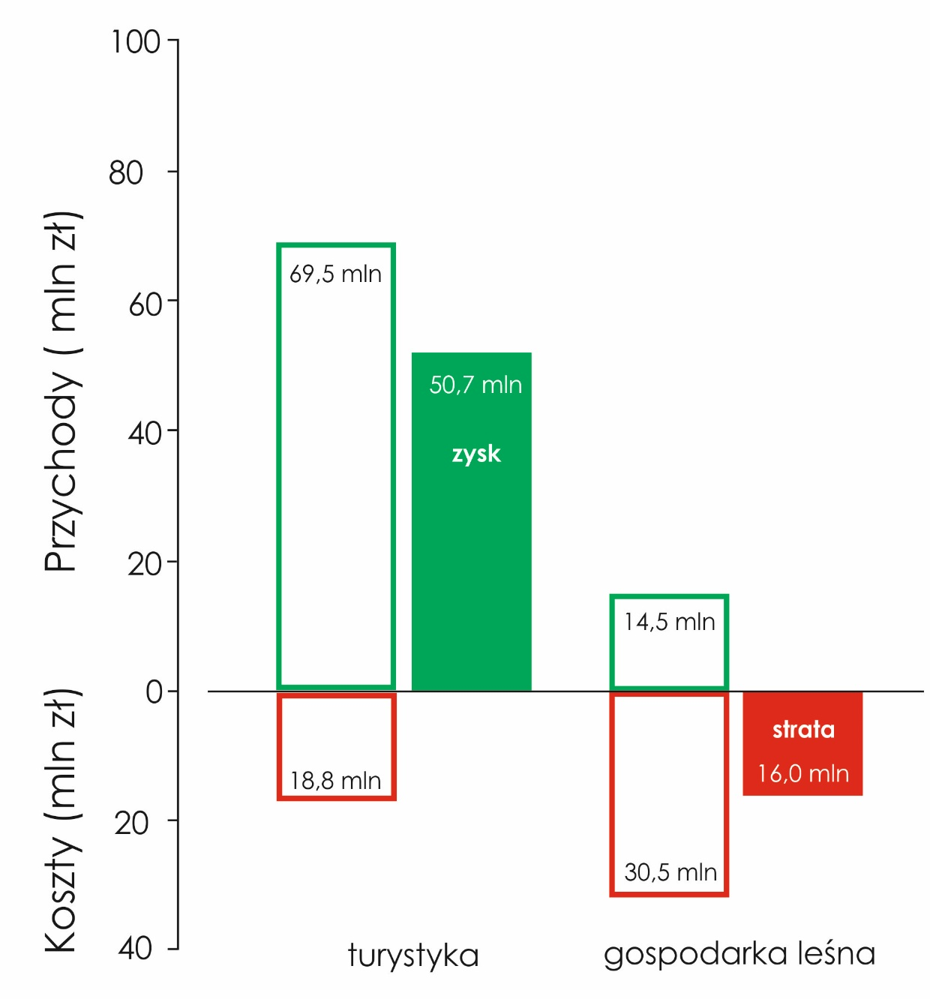 Przychody ( mln zł)
Koszty (mln zł)
100
80
60
40
20
0
20
40
69,5 mln
50,7 mln
zysk
18,8 mln
14,5 mln
strata
16,0 mln
30,5 mln
turystyka
gospodarka leśna